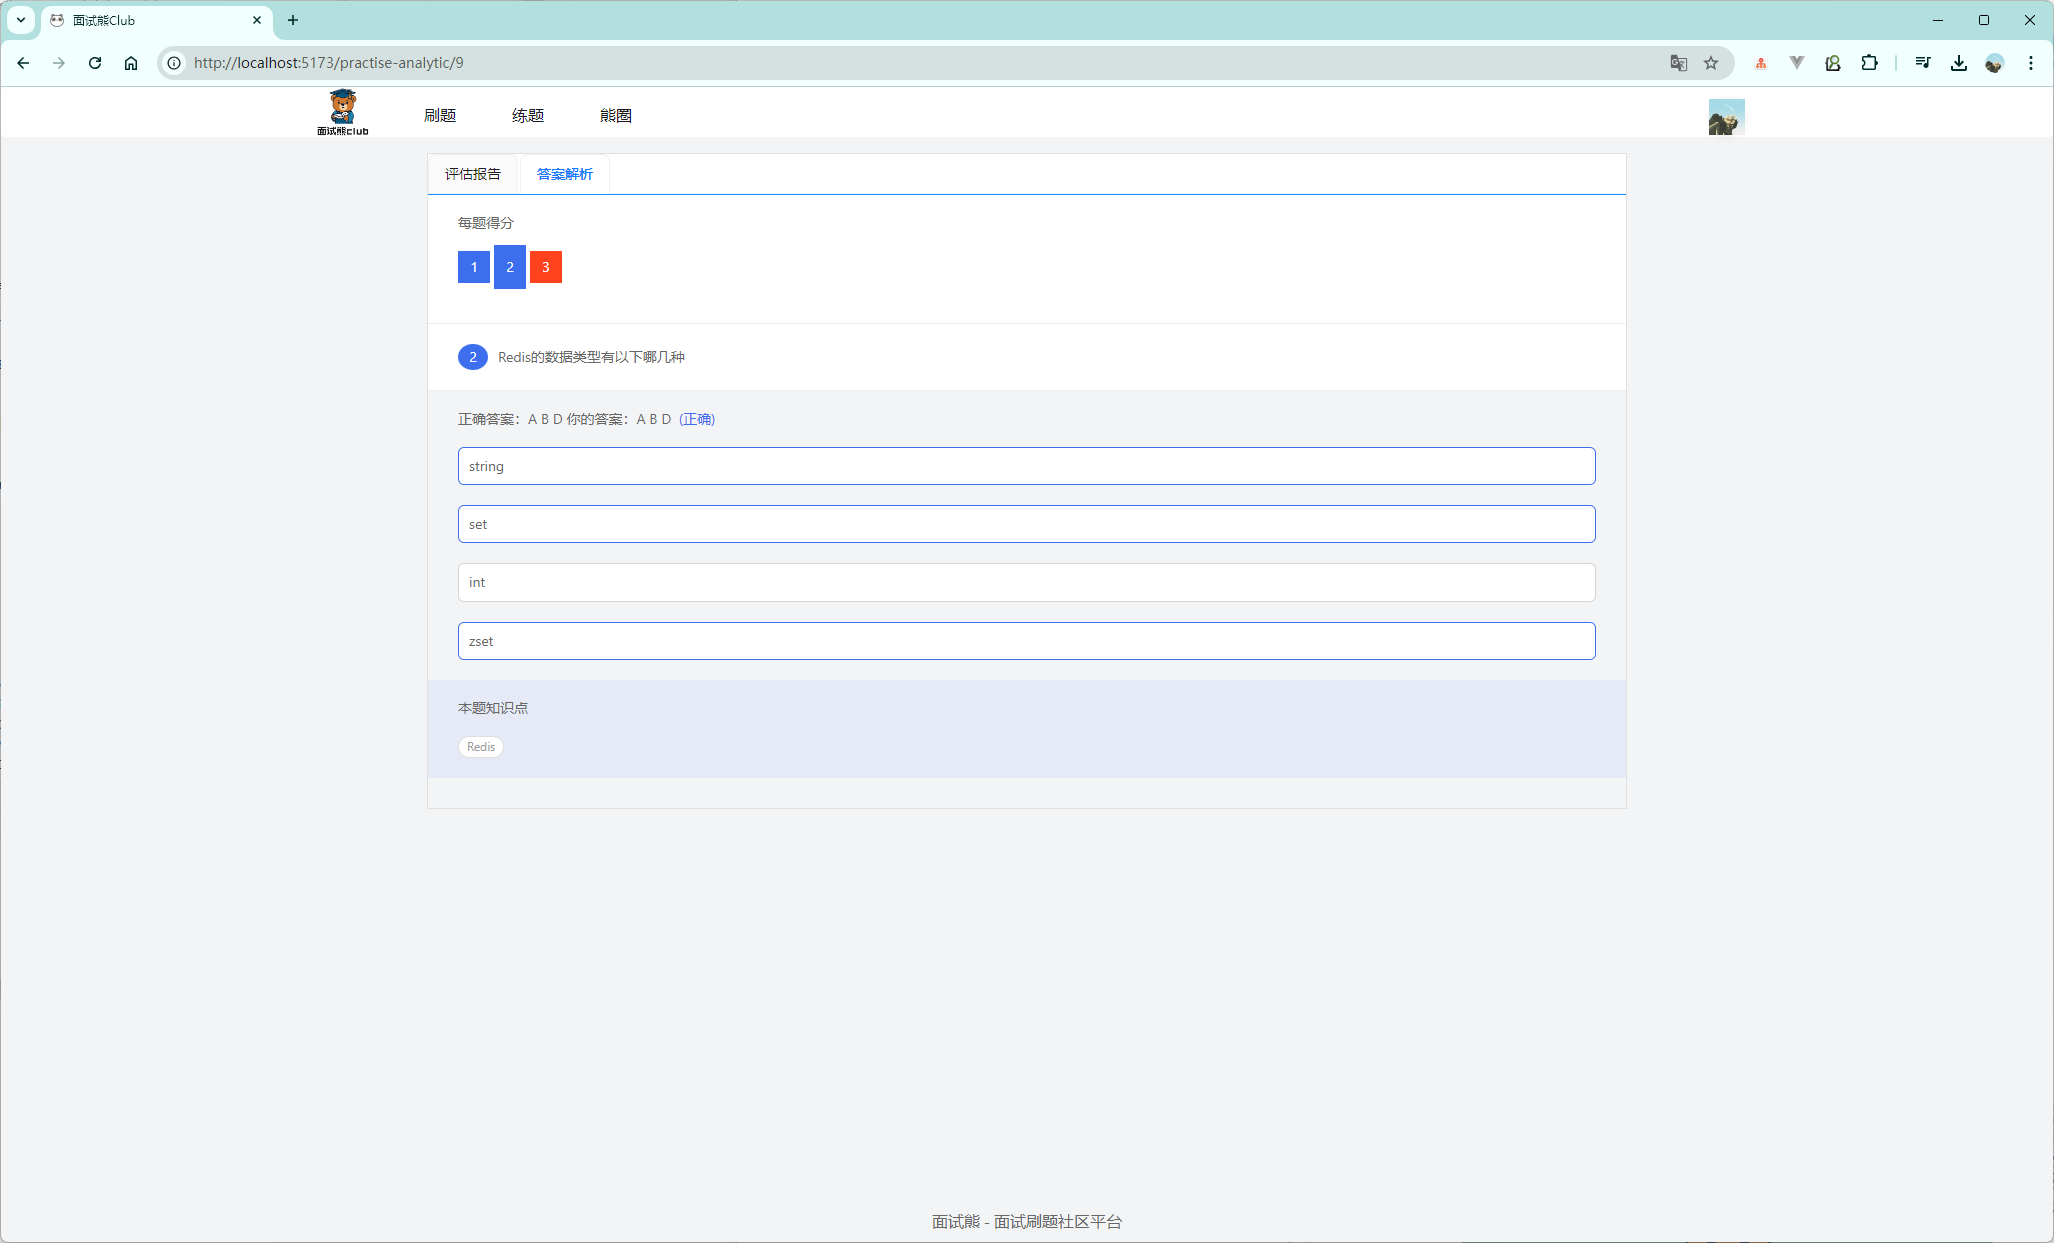 面试熊Club
http://localhost:5173/practise-analytic/9
面试熊club
刷题 练题 熊圈
评估报告 答案解析
每题得分
1 2 3
2 Redis的数据类型有以下哪几种
正确答案：A B D 你的答案：A B D (正确)
string
set
int
zset
本题知识点
Redis
面试熊 - 面试刷题社区平台